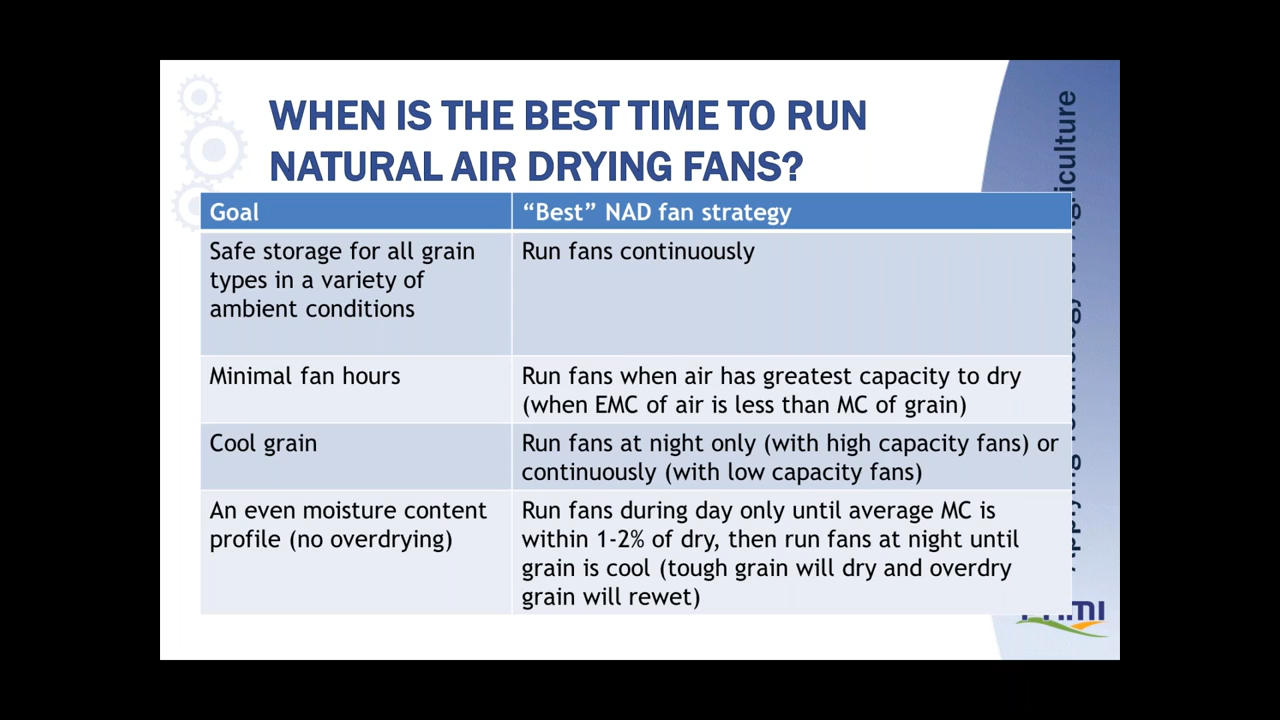 WHEN IS THE BEST TIME TO RUN
NATURAL AIR DRYING FANS?
Goal
“Best” NAD fan strategy
Safe storage for all grain
types in a variety of
ambient conditions
Run fans continuously
Minimal fan hours
Run fans when air has greatest capacity to dry
(when EMC of air is less than MC of grain)
Cool grain
Run fans at night only (with high capacity fans) or
continuously (with low capacity fans)
An even moisture content
profile (no overdrying)
Run fans during day only until average MC is
within 1-2% of dry, then run fans at night until
grain is cool (tough grain will dry and overdry
grain will rewet)